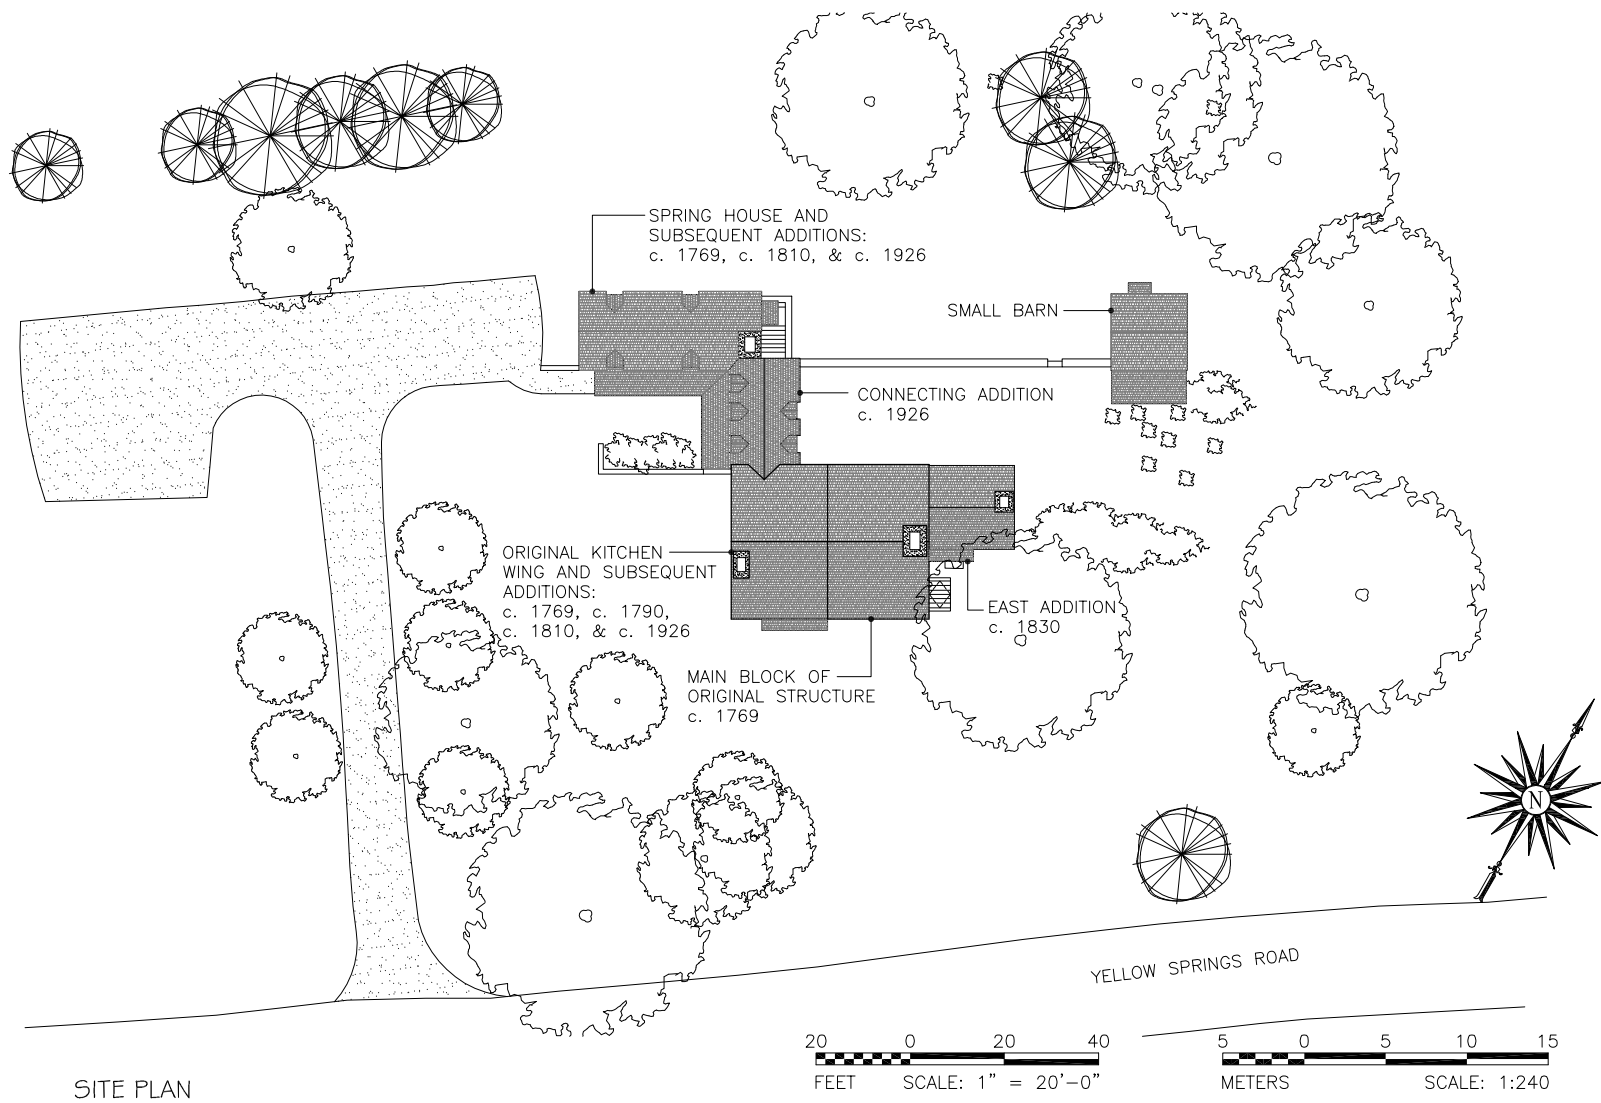 SPRING HOUSE AND
SUBSEQUENT ADDITIONS:
c. 1769, c. 1810, & c. 1926
SMALL BARN
CONNECTING ADDITION
c. 1926
ORIGINAL KITCHEN
WING AND SUBSEQUENT
ADDITIONS:
c. 1769, c. 1790,
c. 1810, & c. 1926
EAST ADDITION
c. 1830
MAIN BLOCK OF
ORIGINAL STRUCTURE
c. 1769
N
YELLOW SPRINGS ROAD
20 0 20 40
FEET SCALE: 1" = 20'-0"
5 0 5 10 15
METERS SCALE: 1:240
SITE PLAN